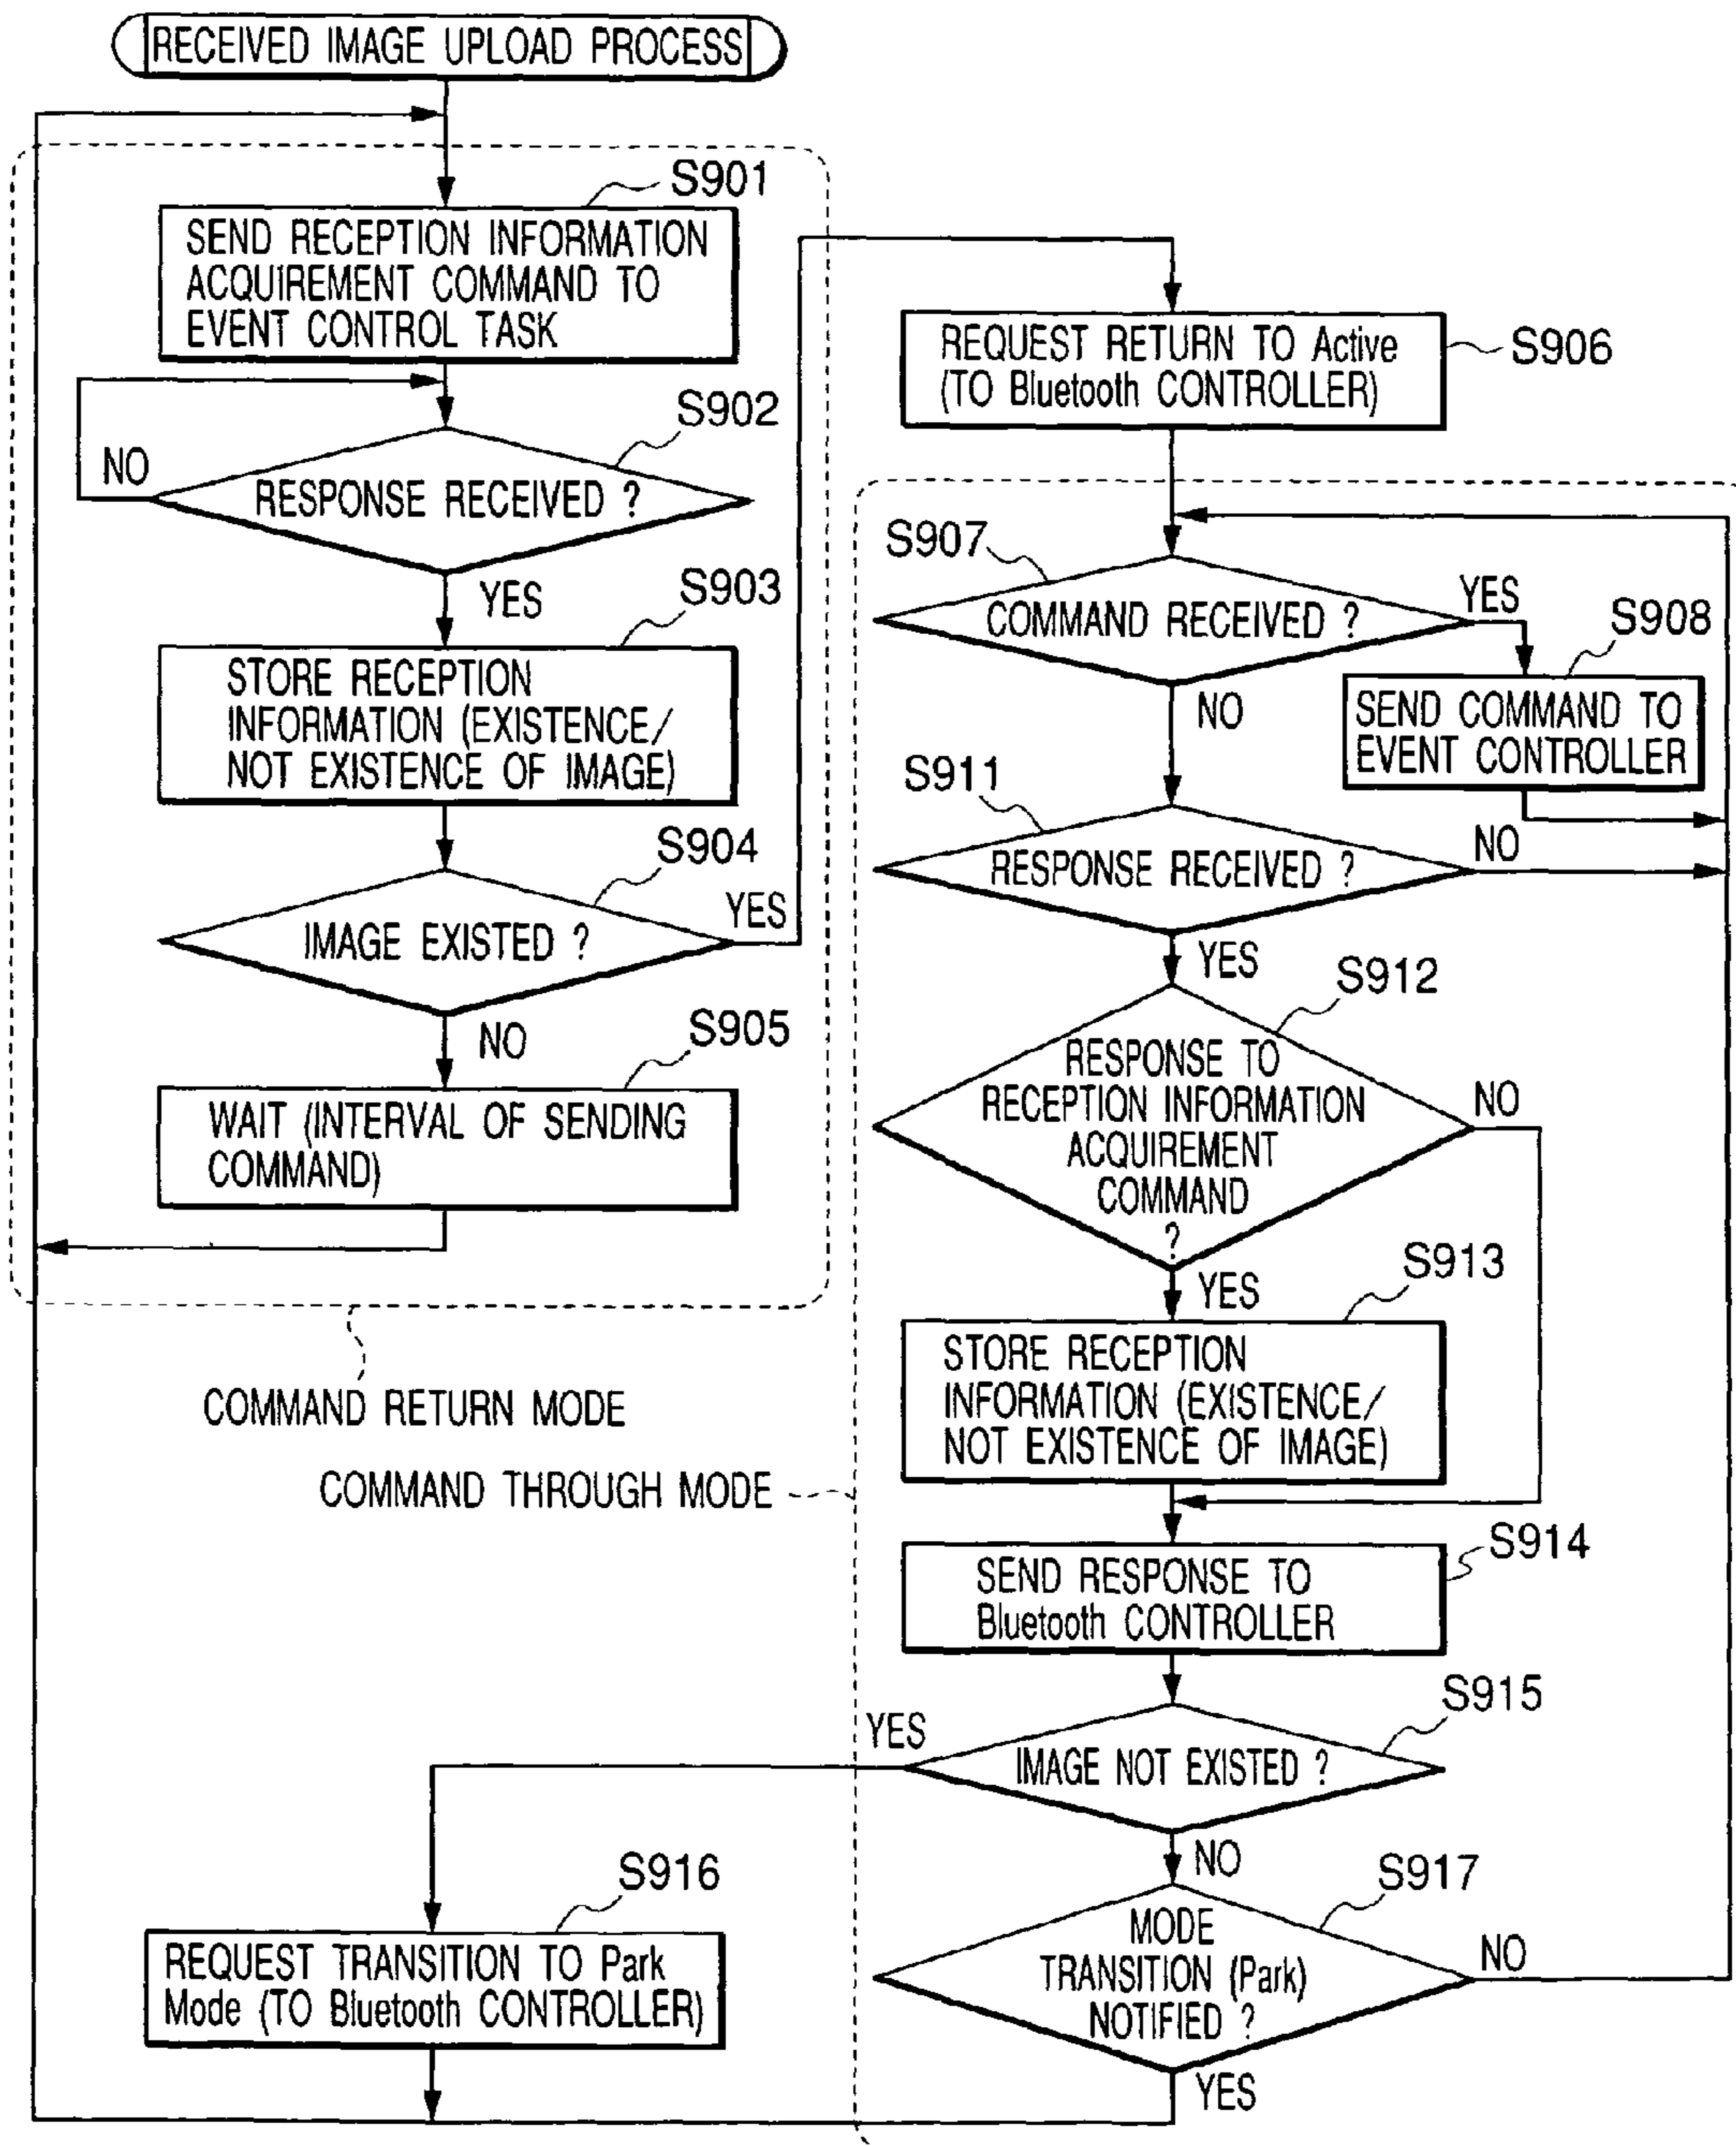 RECEIVED IMAGE UPLOAD PROCESS
S901
SEND RECEPTION INFORMATION
ACQUIREMENT COMMAND TO
EVENT CONTROL TASK
S902
NO
RESPONSE RECEIVED ?
YES
S903
STORE RECEPTION
INFORMATION (EXISTENCE/
NOT EXISTENCE OF IMAGE)
S904
YES
IMAGE EXISTED ?
NO
S905
WAIT (INTERVAL OF SENDING
COMMAND)
COMMAND RETURN MODE
S906
REQUEST RETURN TO Active
(TO Bluetooth CONTROLLER)
S907
YES
COMMAND RECEIVED ?
S908
NO
SEND COMMAND TO
EVENT CONTROLLER
S911
NO
RESPONSE RECEIVED ?
YES
S912
RESPONSE TO
RECEPTION INFORMATION
ACQUIREMENT
COMMAND
?
NO
YES
S913
STORE RECEPTION
INFORMATION (EXISTENCE/
NOT EXISTENCE OF IMAGE)
COMMAND THROUGH MODE
S914
SEND RESPONSE TO
Bluetooth CONTROLLER
S915
YES
IMAGE NOT EXISTED ?
NO
S916
REQUEST TRANSITION TO Park
Mode (TO Bluetooth CONTROLLER)
S917
MODE
TRANSITION (Park)
NOTIFIED ?
NO
YES